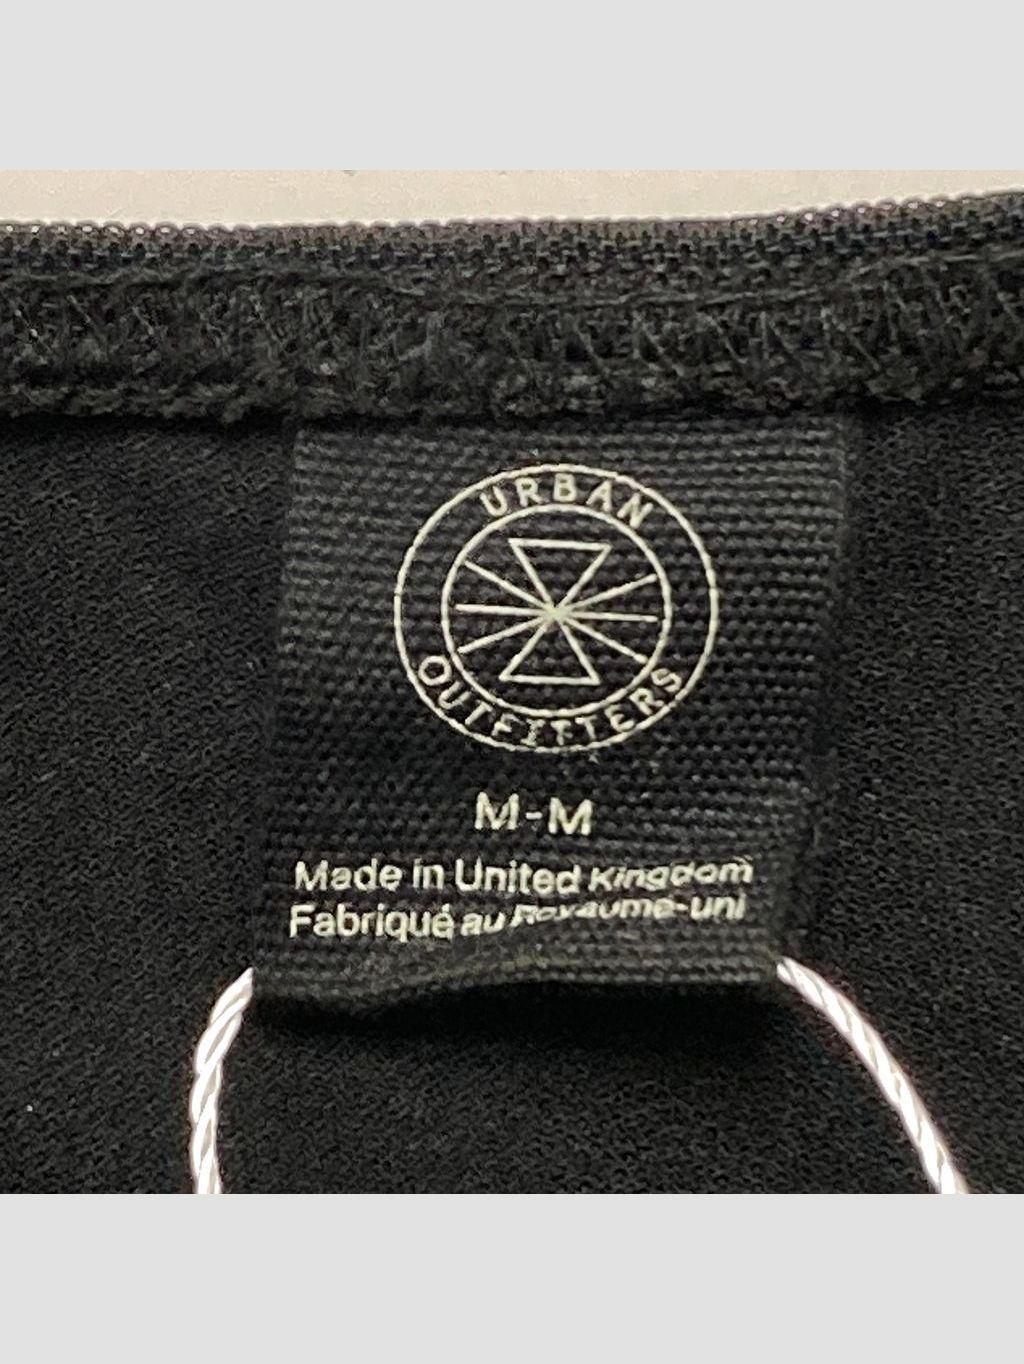 URBAN
OUTFITTERS
M-M
Made in United Kingdom
Fabriqué au Royaume-uni